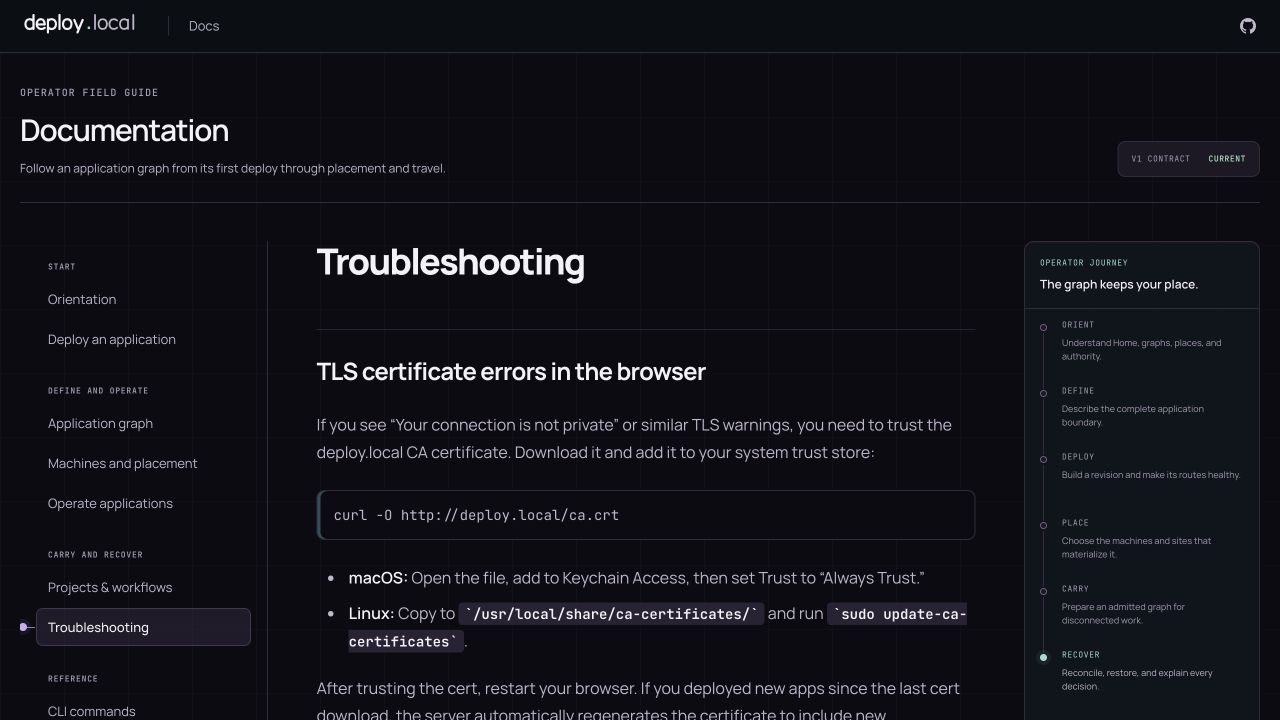 deploy.local
Docs
OPERATOR FIELD GUIDE
Documentation
Follow an application graph from its first deploy through placement and travel.
V1 CONTRACT CURRENT
START
Orientation
Deploy an application
DEFINE AND OPERATE
Application graph
Machines and placement
Operate applications
CARRY AND RECOVER
Projects & workflows
Troubleshooting
REFERENCE
CLI commands
Troubleshooting
TLS certificate errors in the browser
If you see “Your connection is not private” or similar TLS warnings, you need to trust the
deploy.local CA certificate. Download it and add it to your system trust store:
curl -O http://deploy.local/ca.crt
• macOS: Open the file, add to Keychain Access, then set Trust to “Always Trust.”
• Linux: Copy to `/usr/local/share/ca-certificates/` and run `sudo update-ca-
certificates`.
After trusting the cert, restart your browser. If you deployed new apps since the last cert
download, the server automatically regenerates the certificate to include new
OPERATOR JOURNEY
The graph keeps your place.
ORIENT
Understand Home, graphs, places, and
authority.
DEFINE
Describe the complete application
boundary.
DEPLOY
Build a revision and make its routes healthy.
PLACE
Choose the machines and sites that
materialize it.
CARRY
Prepare an admitted graph for
disconnected work.
RECOVER
Reconcile, restore, and explain every
decision.